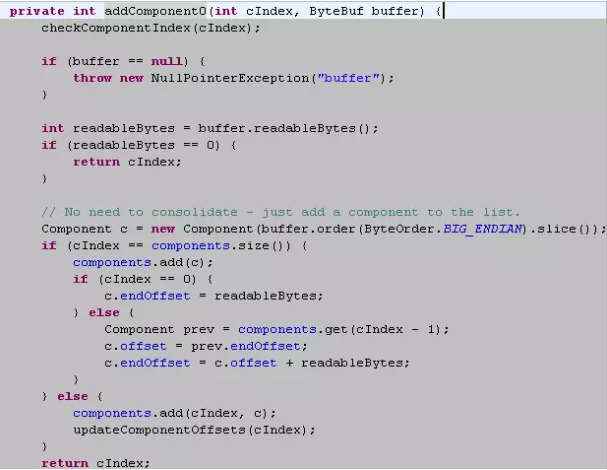 private int addComponent0(int cIndex, ByteBuf buffer) {
    checkComponentIndex(cIndex);

    if (buffer == null) {
        throw new NullPointerException("buffer");
    }

    int readableBytes = buffer.readableBytes();
    if (readableBytes == 0) {
        return cIndex;
    }

    // No need to consolidate - just add a component to the list.
    Component c = new Component(buffer.order(ByteOrder.BIG_ENDIAN).slice());
    if (cIndex == components.size()) {
        components.add(c);
        if (cIndex == 0) {
            c.endOffset = readableBytes;
        } else {
            Component prev = components.get(cIndex - 1);
            c.offset = prev.endOffset;
            c.endOffset = c.offset + readableBytes;
        }
    } else {
        components.add(cIndex, c);
        updateComponentOffsets(cIndex);
    }
    return cIndex;